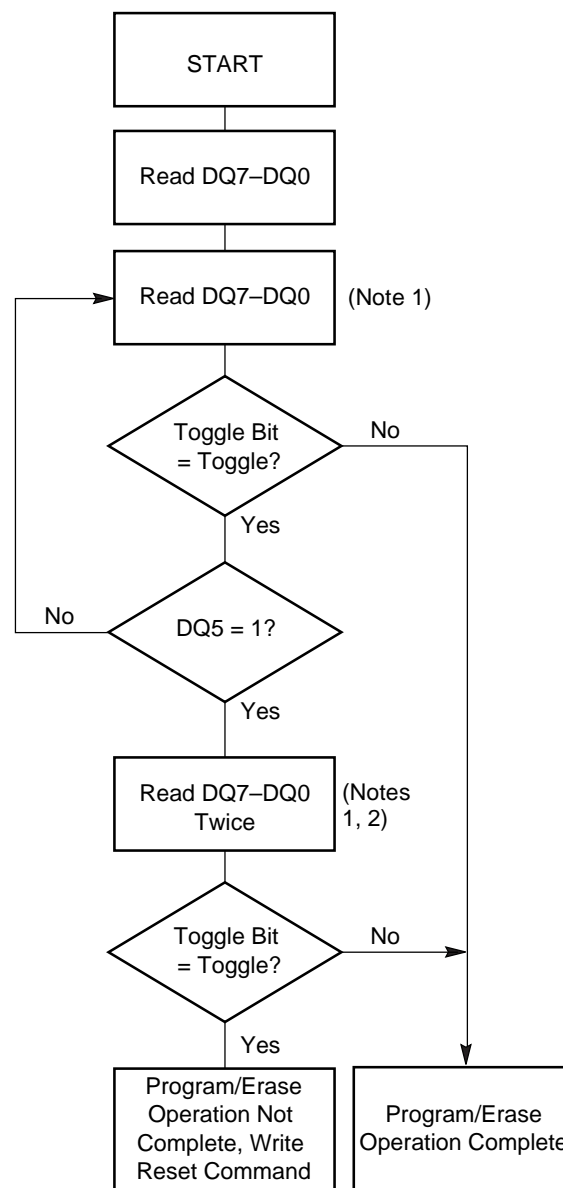 START
Read DQ7–DQ0
Read DQ7–DQ0
(Note 1)
Toggle Bit
= Toggle?
No
Yes
DQ5 = 1?
No
Yes
Read DQ7–DQ0
Twice
(Notes
1, 2)
Toggle Bit
= Toggle?
No
Yes
Program/Erase
Operation Not
Complete, Write
Reset Command
Program/Erase
Operation Complete